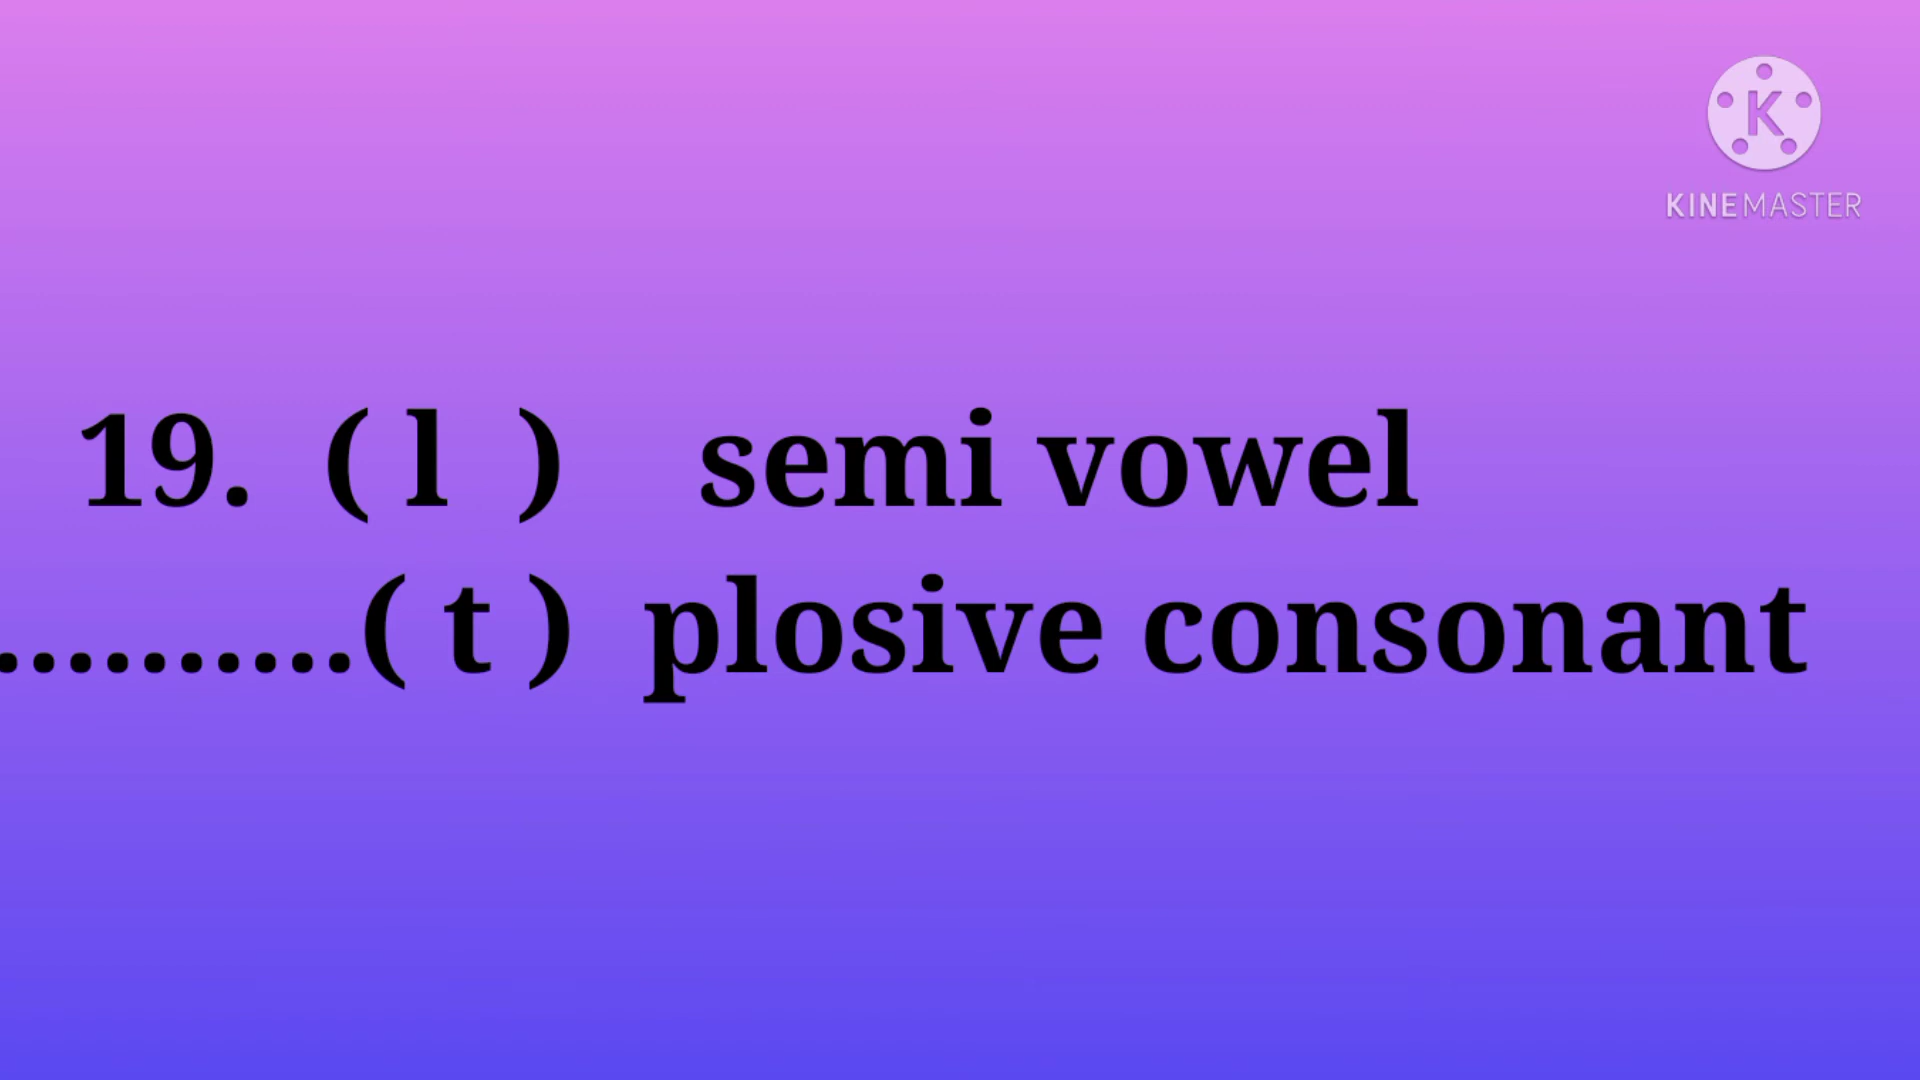 K
KINEMASTER
19. ( l ) semi vowel
..........( t ) plosive consonant